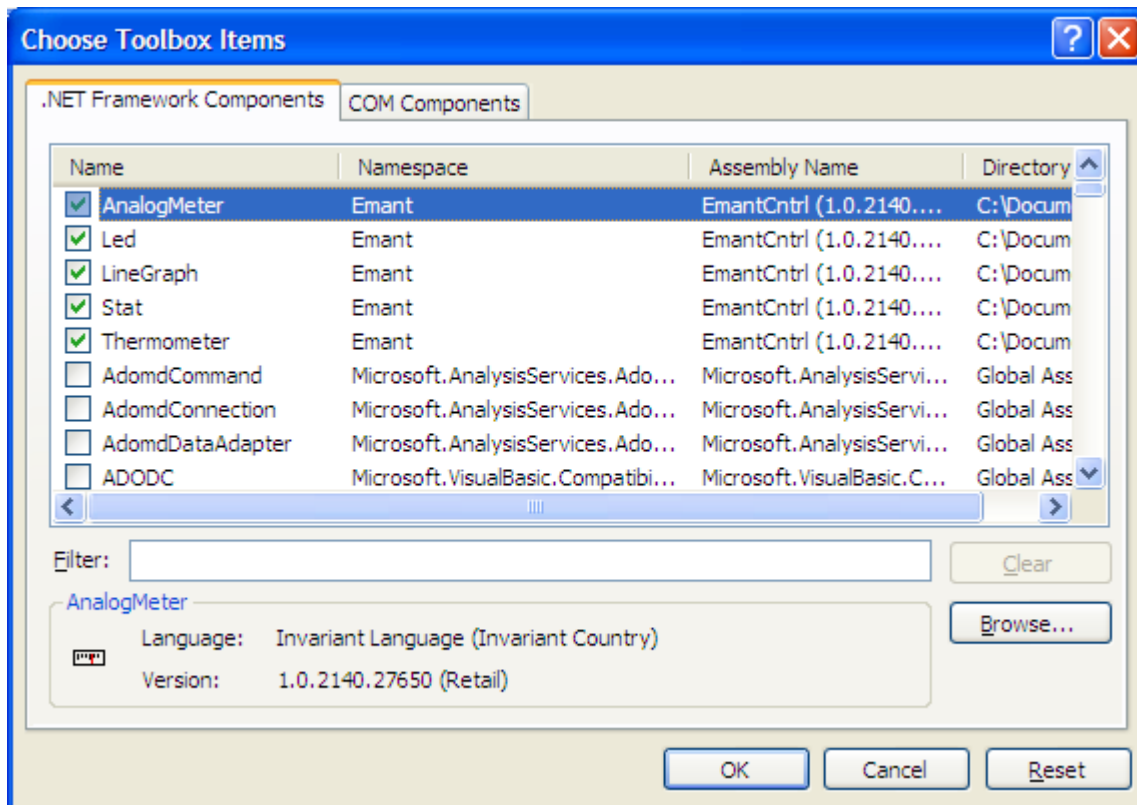 Choose Toolbox Items
.NET Framework Components COM Components
Name Namespace Assembly Name Directory
AnalogMeter Emant EmantCntrl (1.0.2140.... C:\Docum
Led Emant EmantCntrl (1.0.2140.... C:\Docum
LineGraph Emant EmantCntrl (1.0.2140.... C:\Docum
Stat Emant EmantCntrl (1.0.2140.... C:\Docum
Thermometer Emant EmantCntrl (1.0.2140.... C:\Docum
AdomdCommand Microsoft.AnalysisServices.Ado... Microsoft.AnalysisServi... Global Ass
AdomdConnection Microsoft.AnalysisServices.Ado... Microsoft.AnalysisServi... Global Ass
AdomdDataAdapter Microsoft.AnalysisServices.Ado... Microsoft.AnalysisServi... Global Ass
ADODC Microsoft.VisualBasic.Compatibi... Microsoft.VisualBasic.C... Global Ass
Filter: Clear
AnalogMeter
Browse...
Language: Invariant Language (Invariant Country)
Version: 1.0.2140.27650 (Retail)
OK Cancel Reset